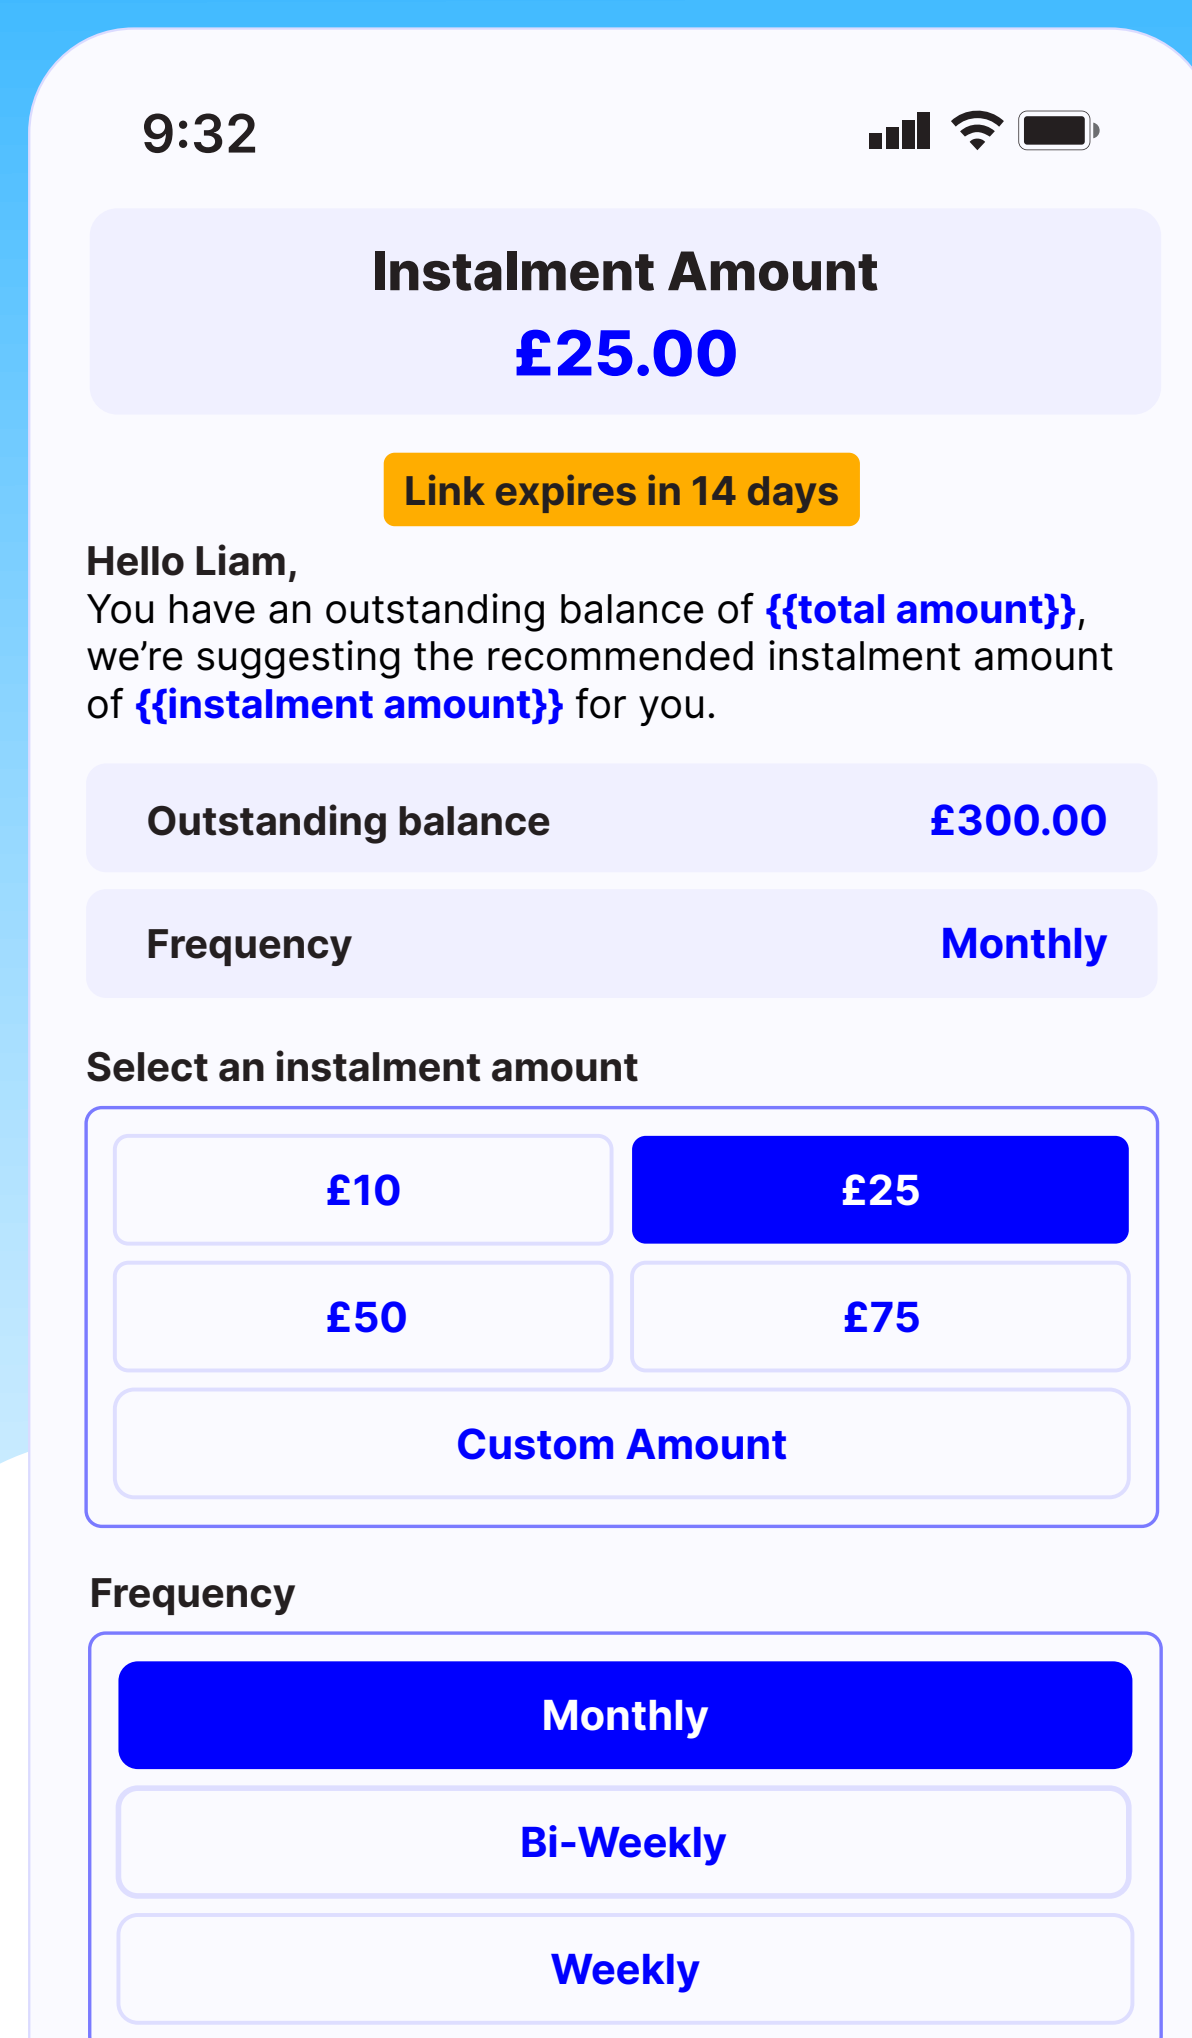 9:32
Instalment Amount
£25.00
Link expires in 14 days
Hello Liam,
You have an outstanding balance of {{total amount}},
we’re suggesting the recommended instalment amount
of {{instalment amount}} for you.
Outstanding balance £300.00
Frequency Monthly
Select an instalment amount
£10 £25
£50 £75
Custom Amount
Frequency
Monthly
Bi-Weekly
Weekly